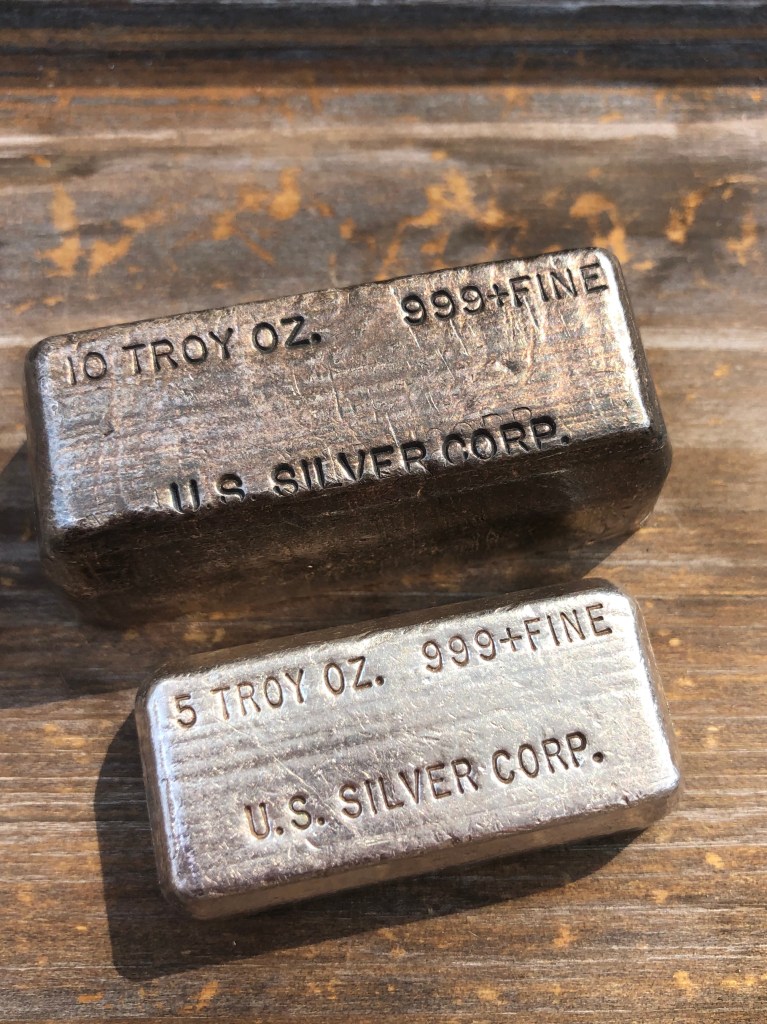 10 TROY OZ. 999+FINE
U.S. SILVER CORP.
5 TROY OZ. 999+FINE
U.S. SILVER CORP.